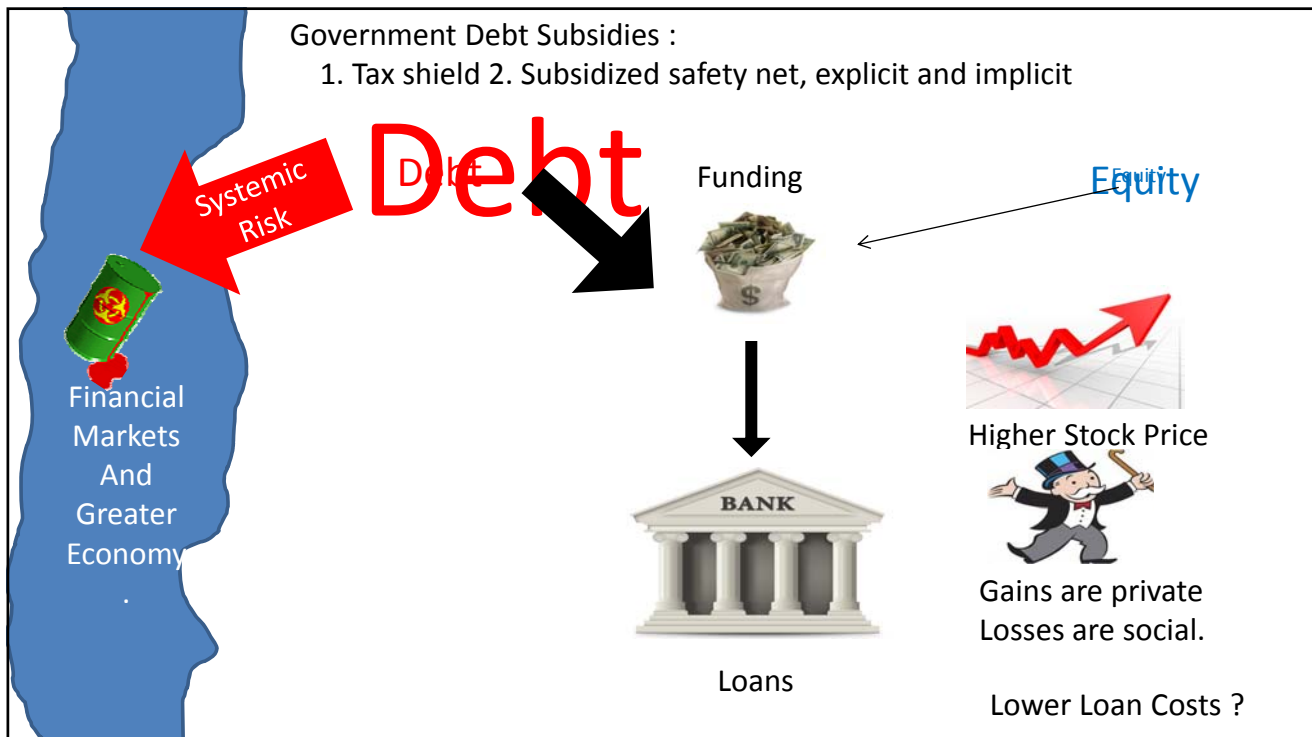 Government Debt Subsidies :
1. Tax shield 2. Subsidized safety net, explicit and implicit
Debt
Debt
Systemic
Risk
Funding
Equity
Equity
$
Financial
Markets
And
Greater
Economy
.
BANK
Loans
Higher Stock Price
Gains are private
Losses are social.
Lower Loan Costs ?